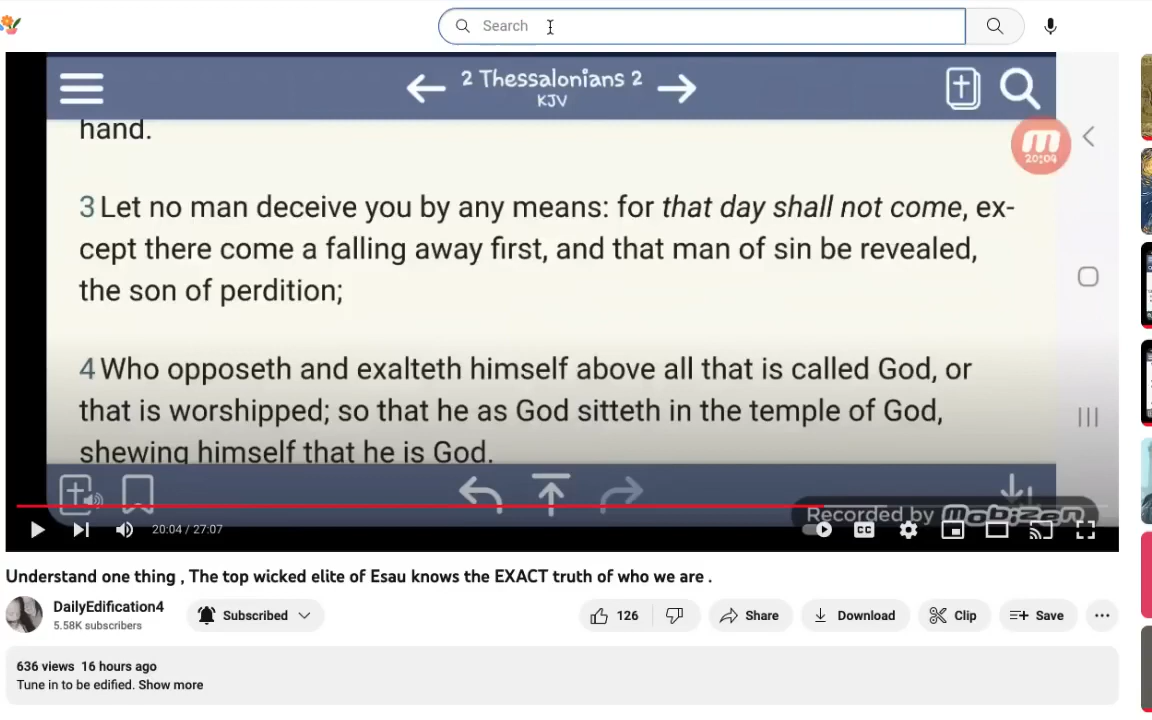 Search
2 Thessalonians 2
KJV
hand.
20:04
3 Let no man deceive you by any means: for that day shall not come, ex-
cept there come a falling away first, and that man of sin be revealed,
the son of perdition;
4 Who opposeth and exalteth himself above all that is called God, or
that is worshipped; so that he as God sitteth in the temple of God,
shewing himself that he is God.
Recorded by mobizen
20:04 / 27:07
CC
Understand one thing , The top wicked elite of Esau knows the EXACT truth of who we are .
DailyEdification4
5.58K subscribers
Subscribed
126
Share
Download
Clip
Save
636 views 16 hours ago
Tune in to be edified. Show more